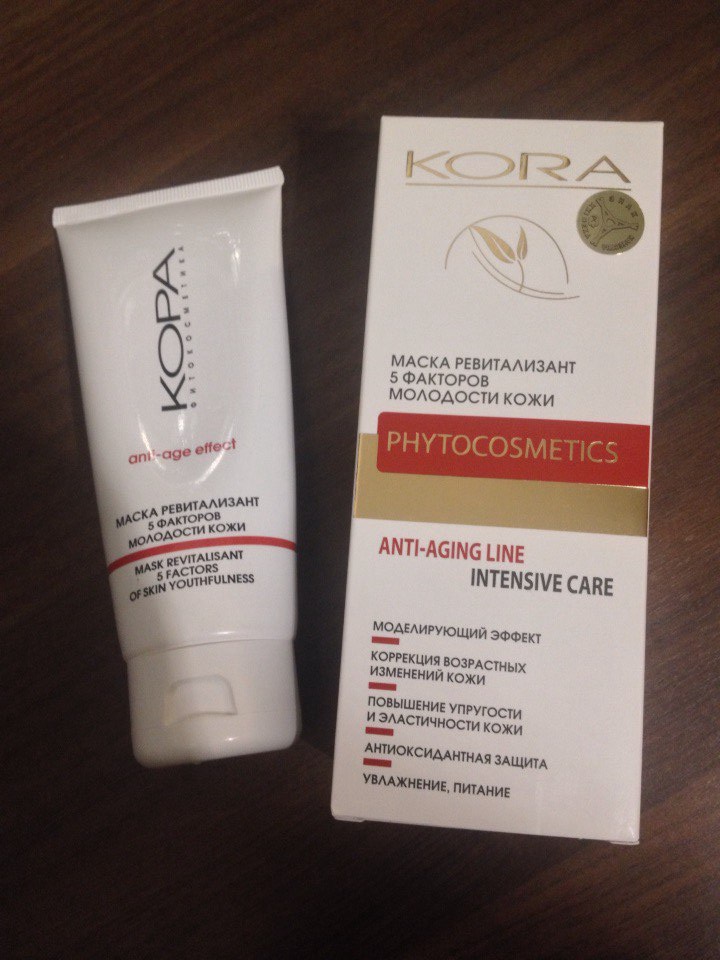 КОРА
ФИТОКОСМЕТИКА
anti-age effect
МАСКА РЕВИТАЛИЗАНТ
5 ФАКТОРОВ
МОЛОДОСТИ КОЖИ
MASK REVITALISANT
5 FACTORS
OF SKIN YOUTHFULNESS
KORA
МАСКА РЕВИТАЛИЗАНТ
5 ФАКТОРОВ
МОЛОДОСТИ КОЖИ
PHYTOCOSMETICS
ANTI-AGING LINE
INTENSIVE CARE
МОДЕЛИРУЮЩИЙ ЭФФЕКТ
КОРРЕКЦИЯ ВОЗРАСТНЫХ
ИЗМЕНЕНИЙ КОЖИ
ПОВЫШЕНИЕ УПРУГОСТИ
И ЭЛАСТИЧНОСТИ КОЖИ
АНТИОКСИДАНТНАЯ ЗАЩИТА
УВЛАЖНЕНИЕ, ПИТАНИЕ